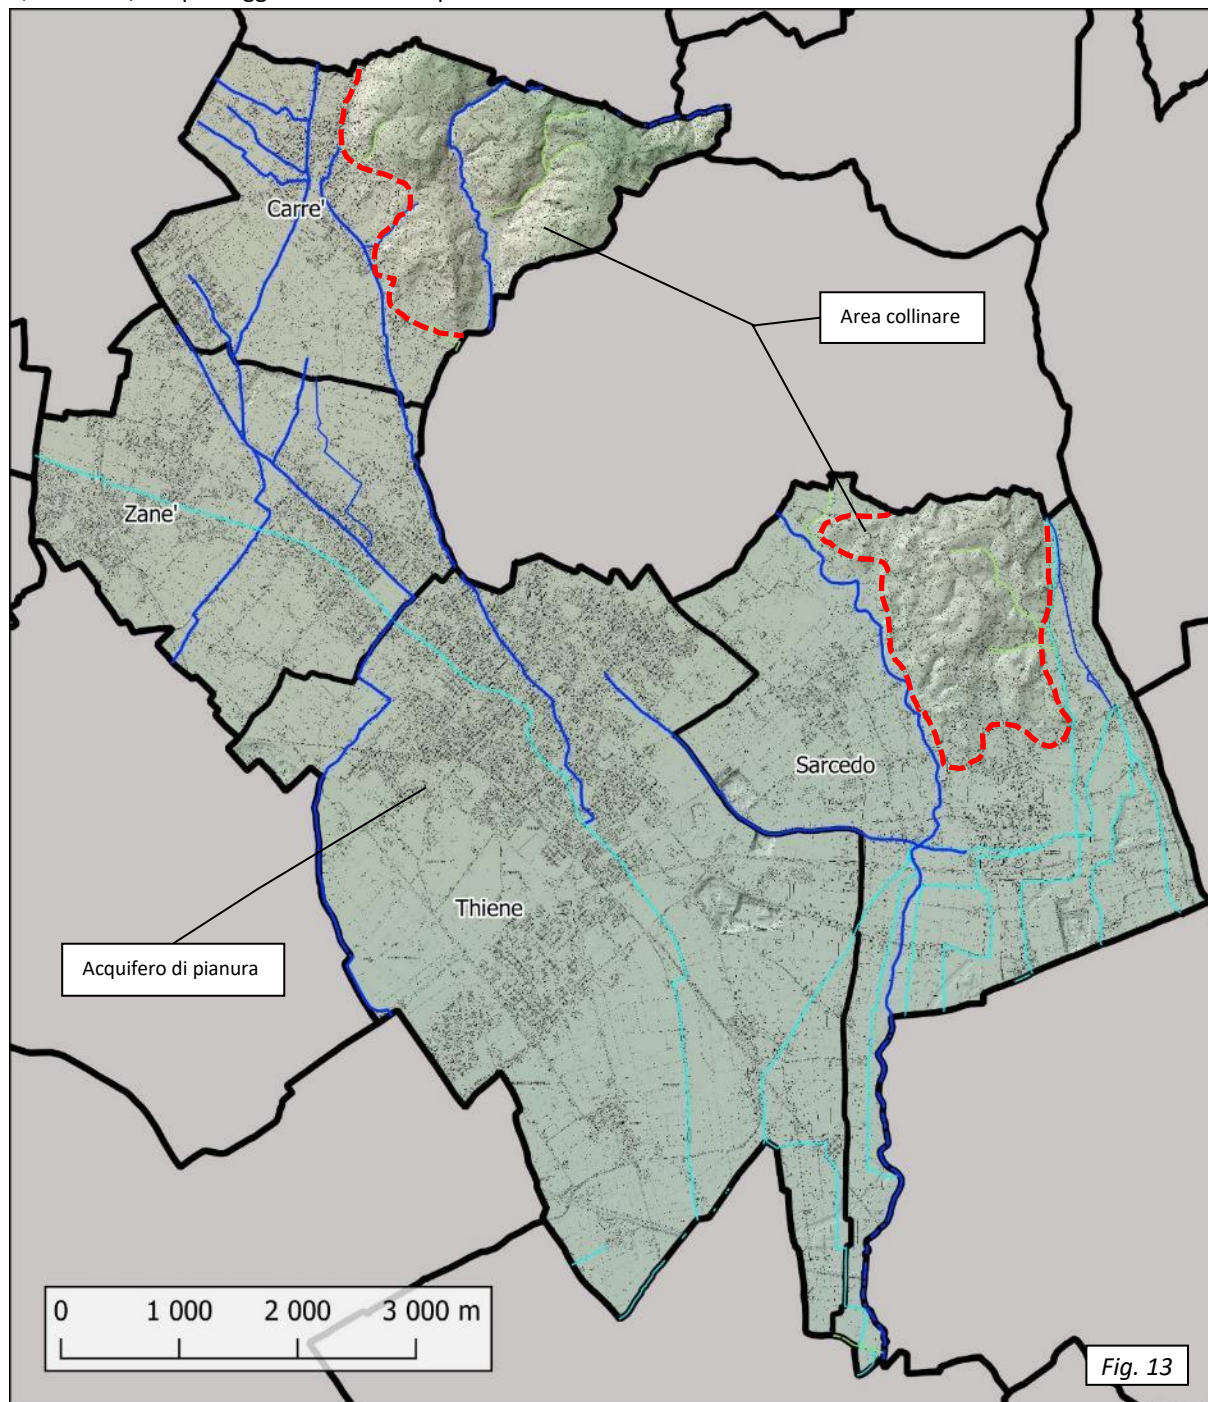 Carre'
Area collinare
Zane'
Sarcedo
Thiene
Acquifero di pianura
0 1 000 2 000 3 000 m
Fig. 13